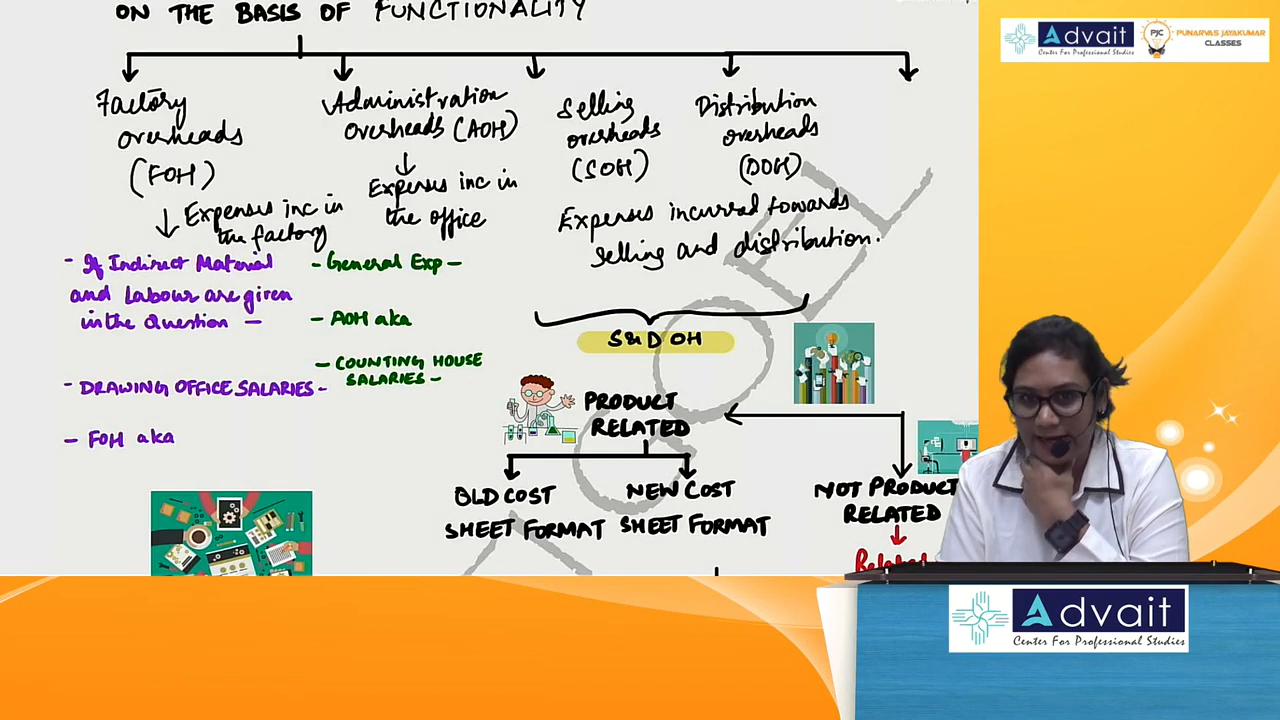 ON THE BASIS OF FUNCTIONALITY
Factory
overheads
(FOH)
Expenses inc in
the factory
- If Indirect Material
and Labour are given
in the Question -
- DRAWING OFFICE SALARIES -
- FOH aka
Administration
overheads (AOH)
Expenses inc in
the office
- General Exp -
- AOH aka
- COUNTING HOUSE
SALARIES -
Selling
overheads
(SOH)
Distribution
overheads
(DOH)
Expenses incurred towards
selling and distribution.
S & D OH
PRODUCT
RELATED
OLD COST
SHEET FORMAT
NEW COST
SHEET FORMAT
NOT PRODUCT
RELATED
Advait
Center For Professional Studies
PJC
PUNARVAS JAYAKUMAR
CLASSES
Advait
Center For Professional Studies